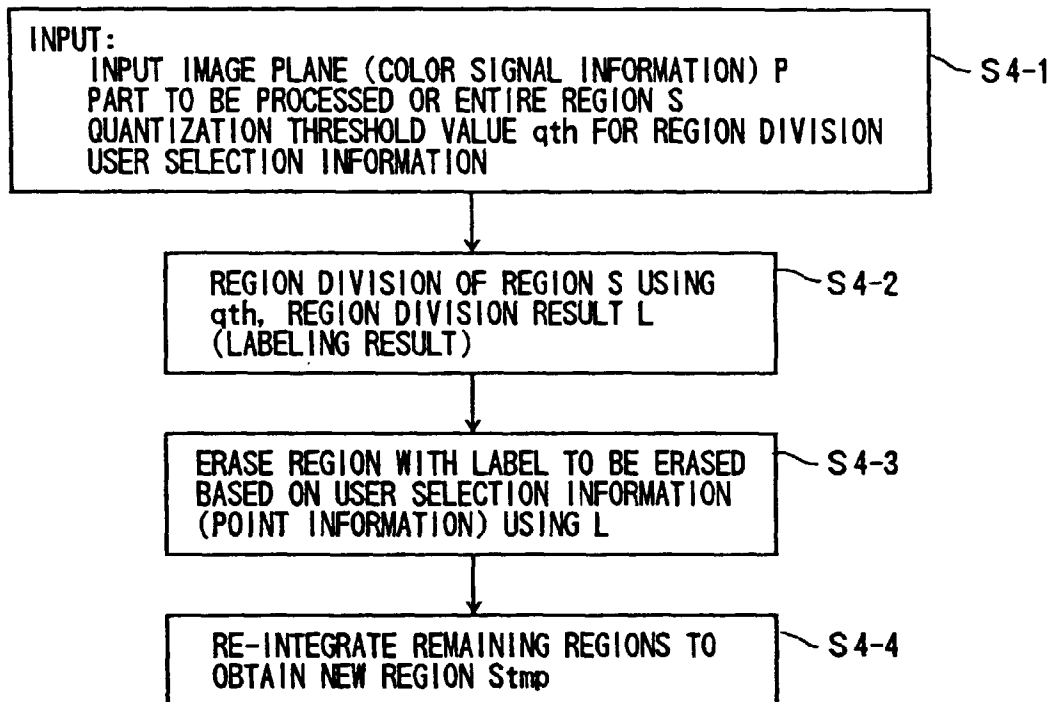 INPUT:
INPUT IMAGE PLANE (COLOR SIGNAL INFORMATION) P
PART TO BE PROCESSED OR ENTIRE REGION S
QUANTIZATION THRESHOLD VALUE qth FOR REGION DIVISION
USER SELECTION INFORMATION
S4-1
REGION DIVISION OF REGION S USING
qth, REGION DIVISION RESULT L
(LABELING RESULT)
S4-2
ERASE REGION WITH LABEL TO BE ERASED
BASED ON USER SELECTION INFORMATION
(POINT INFORMATION) USING L
S4-3
RE-INTEGRATE REMAINING REGIONS TO
OBTAIN NEW REGION Stmp
S4-4